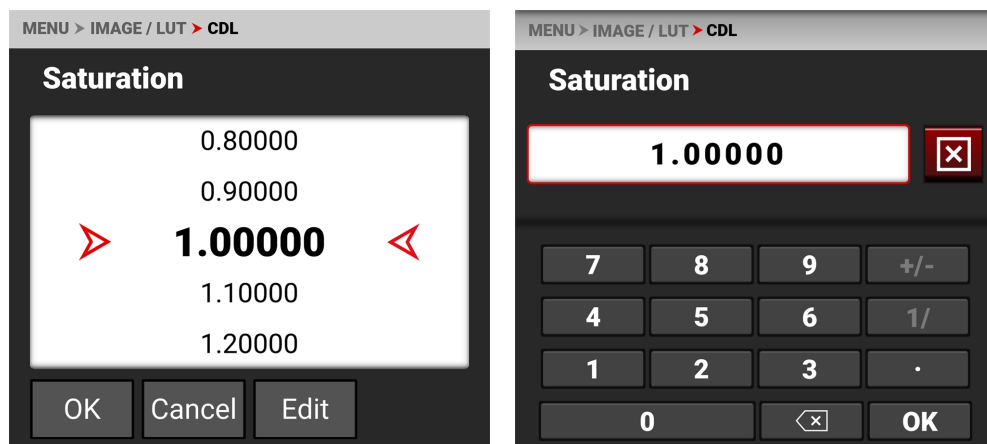 MENU > IMAGE / LUT > CDL
Saturation
0.80000
0.90000
1.00000
1.10000
1.20000
OK Cancel Edit
MENU > IMAGE / LUT > CDL
Saturation
1.00000
7 8 9 +/-
4 5 6 1/
1 2 3 .
0 OK